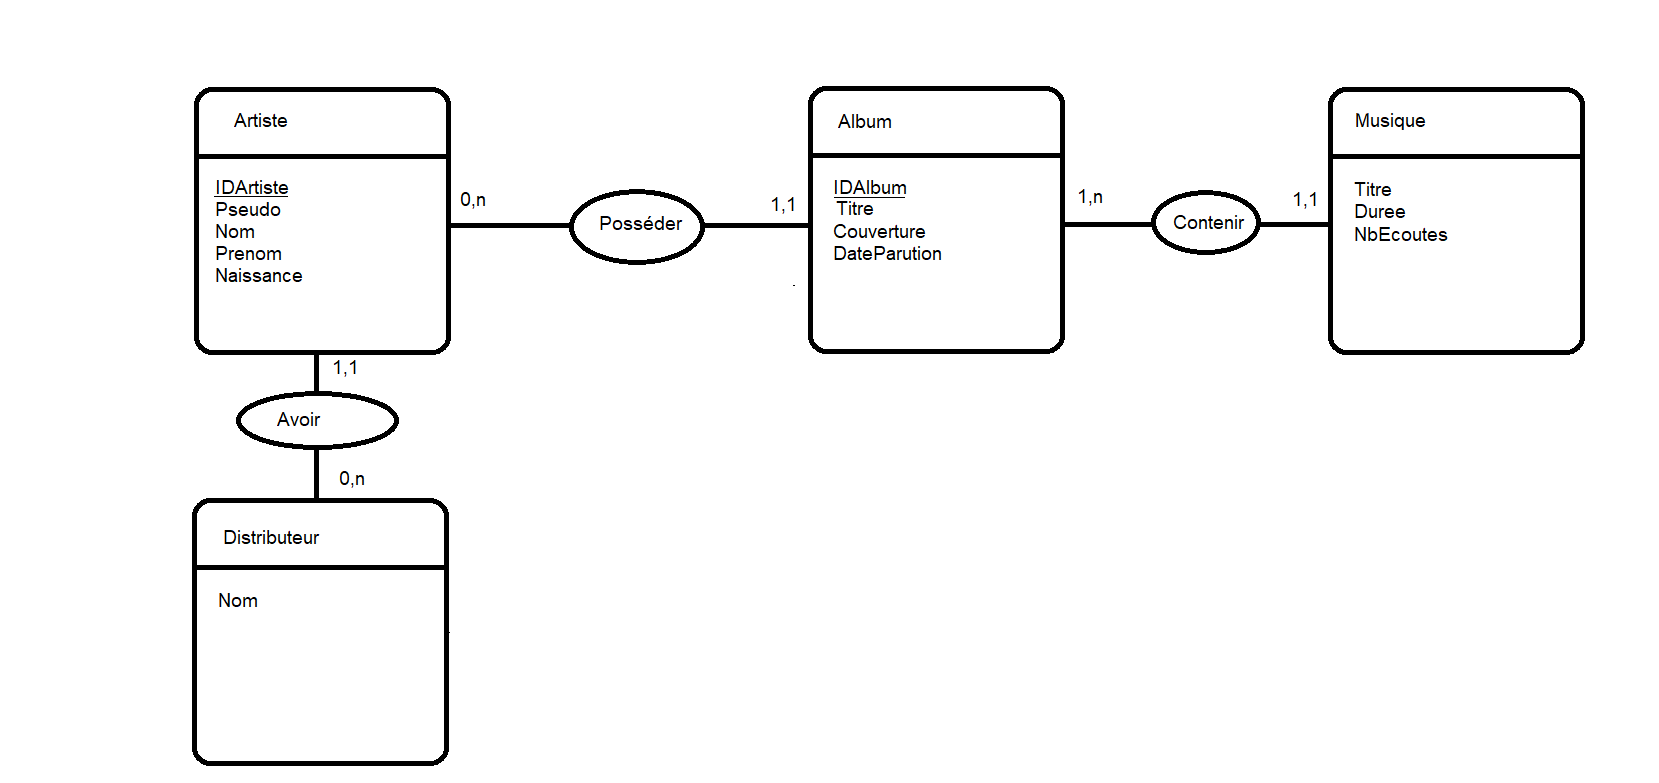 Artiste
IDArtiste
Pseudo
Nom
Prenom
Naissance
0,n
Posséder
1,1
Album
IDAlbum
Titre
Couverture
DateParution
1,n
Contenir
1,1
Musique
Titre
Duree
NbEcoutes
1,1
Avoir
0,n
Distributeur
Nom